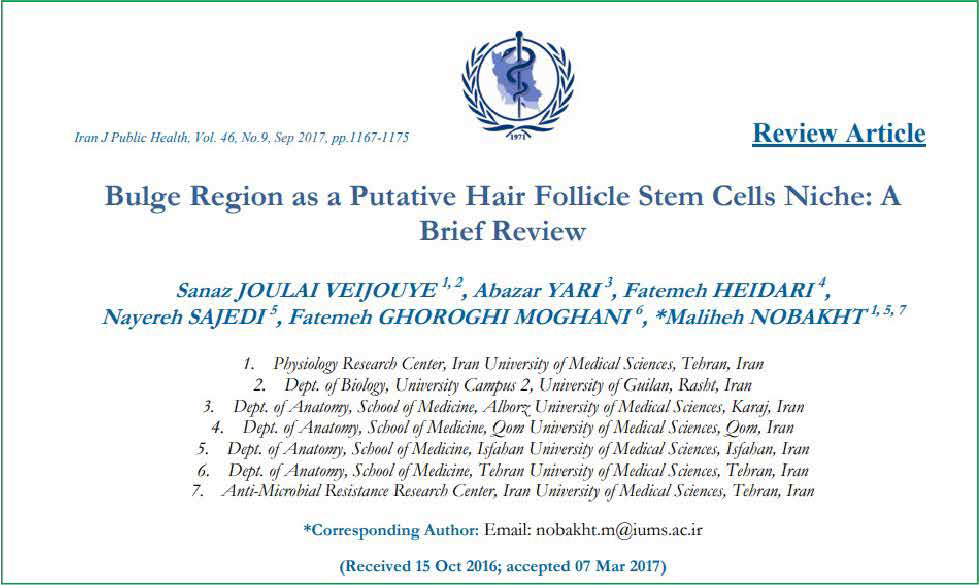 Iran J Public Health, Vol. 46, No.9, Sep 2017, pp.1167-1175
Review Article
1971
Bulge Region as a Putative Hair Follicle Stem Cells Niche: A
Brief Review
Sanaz JOULAI VEIJOUYE 1, 2, Abazar YARI 3, Fatemeh HEIDARI 4,
Nayereh SAJEDI 5, Fatemeh GHOROGHI MOGHANI 6, *Maliheh NOBAKHT 1, 5, 7
1. Physiology Research Center, Iran University of Medical Sciences, Tehran, Iran
2. Dept. of Biology, University Campus 2, University of Guilan, Rasht, Iran
3. Dept. of Anatomy, School of Medicine, Alborz University of Medical Sciences, Karaj, Iran
4. Dept. of Anatomy, School of Medicine, Qom University of Medical Sciences, Qom, Iran
5. Dept. of Anatomy, School of Medicine, Isfahan University of Medical Sciences, Isfahan, Iran
6. Dept. of Anatomy, School of Medicine, Tehran University of Medical Sciences, Tehran, Iran
7. Anti-Microbial Resistance Research Center, Iran University of Medical Sciences, Tehran, Iran
*Corresponding Author: Email: nobakht.m@iums.ac.ir
(Received 15 Oct 2016; accepted 07 Mar 2017)